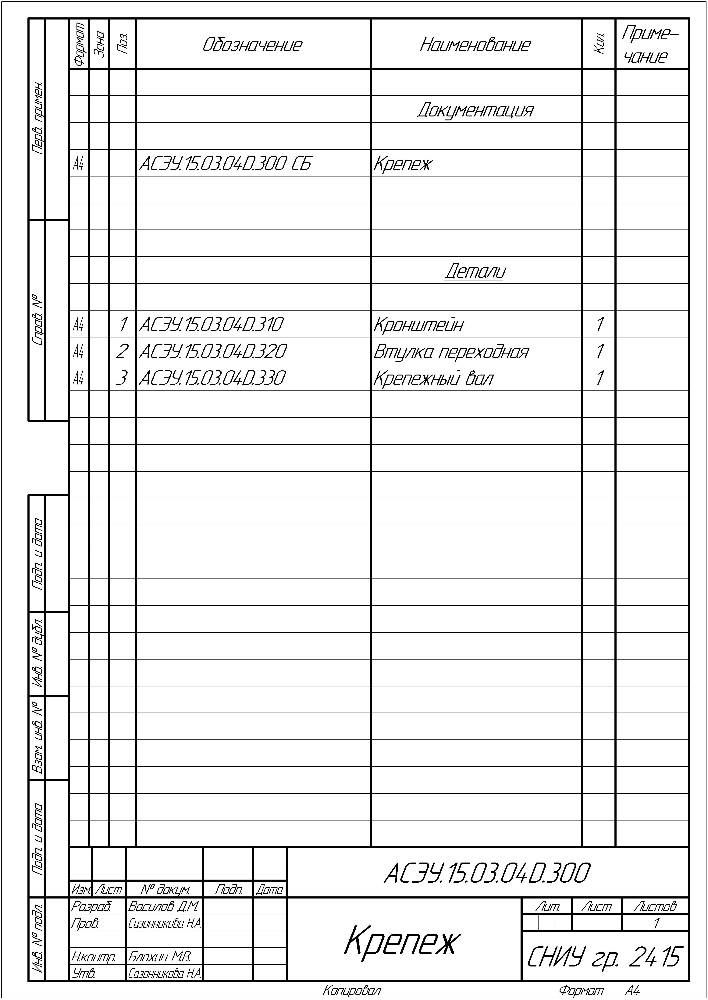 Формат Зона Поз. Обозначение Наименование Кол. Приме-
чание
Документация
А4 АСЭУ.15.03.04D.300 СБ Крепеж
Детали
А4 1 АСЭУ.15.03.04D.310 Кронштейн 1
А4 2 АСЭУ.15.03.04D.320 Втулка переходная 1
А4 3 АСЭУ.15.03.04D.330 Крепежный вал 1
Перв. примен.
Справ. №
Подп. и дата
Инв. № дубл.
Взам. инв. №
Подп. и дата
Инв. № подл.
АСЭУ.15.03.04D.300
Изм. Лист № докум. Подп. Дата
Разраб. Василов Д.М.
Пров. Сазонникова Н.А.
Н.контр. Блохин М.В.
Утв. Сазонникова Н.А.
Крепеж
Лит. Лист Листов
1
СНИУ гр. 2415
Копировал Формат А4